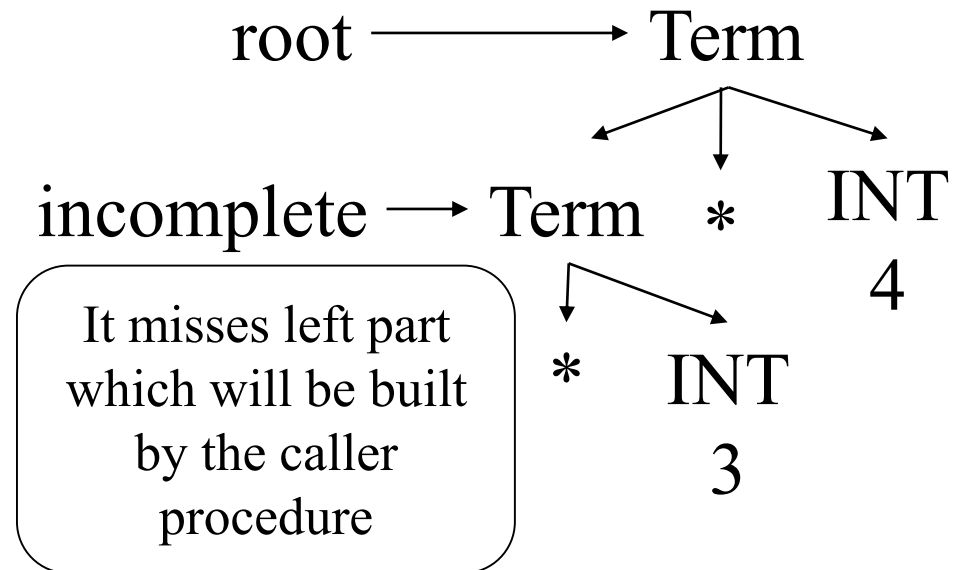 root Term
incomplete Term * INT
4
It misses left part
which will be built
by the caller
procedure
* INT
3